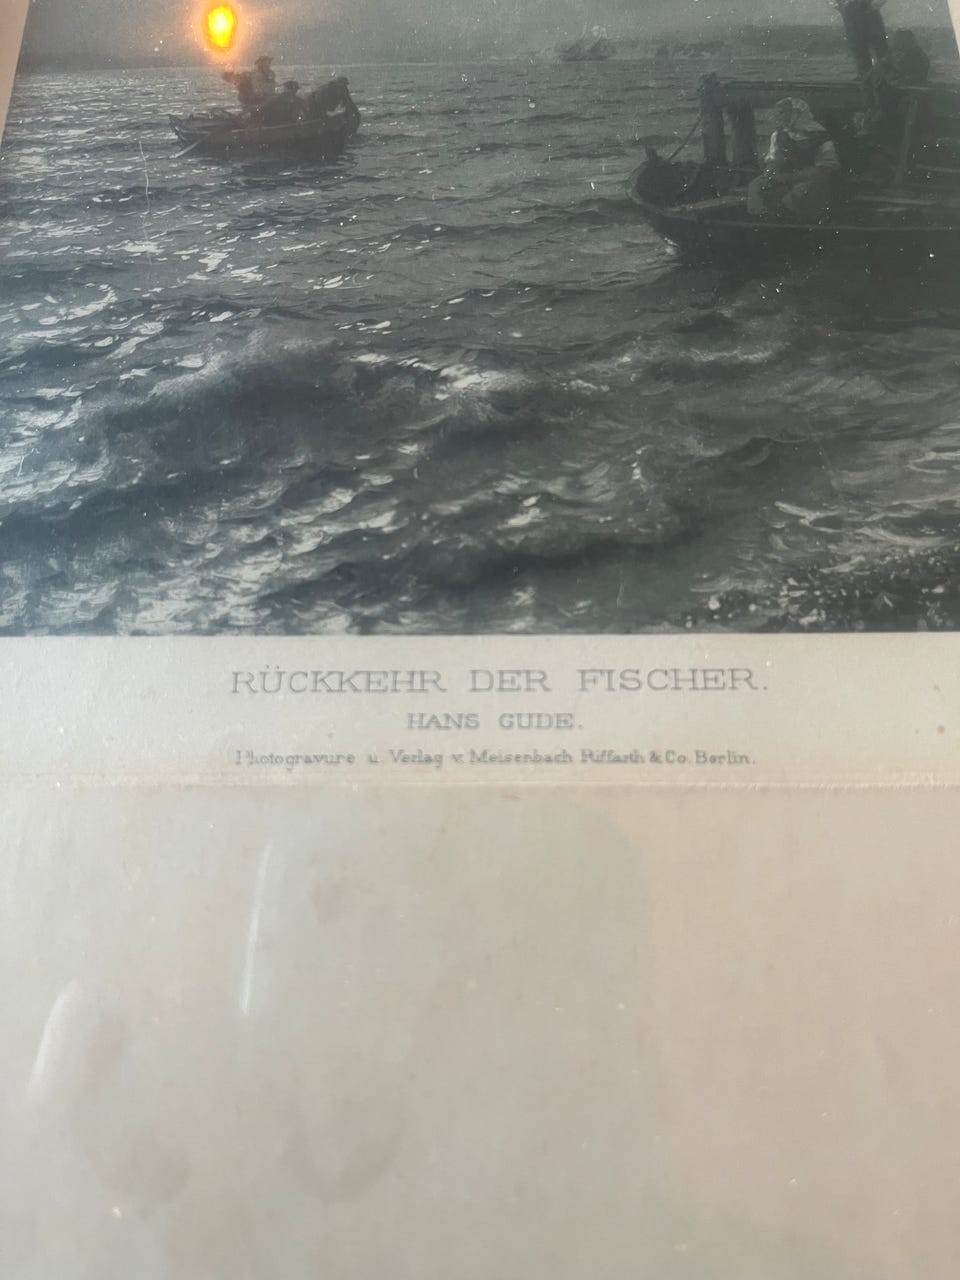 RÜCKKEHR DER FISCHER.
HANS GUDE.
Photogravure u. Verlag v. Meisenbach Riffarth & Co. Berlin.